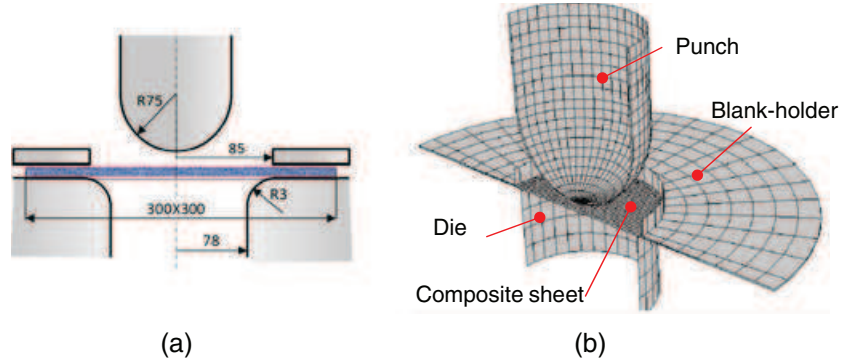 R75
85
R3
300X300
78
(a)
Punch
Blank-holder
Die
Composite sheet
(b)